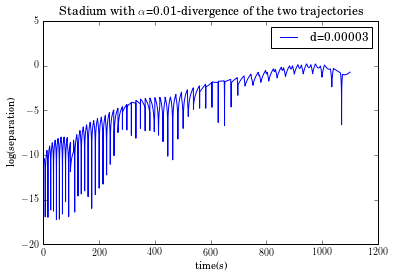 Stadium with α=0.01-divergence of the two trajectories
d=0.00003
log(separation)
5
0
−5
−10
−15
−20
0 200 400 600 800 1000 1200
time(s)